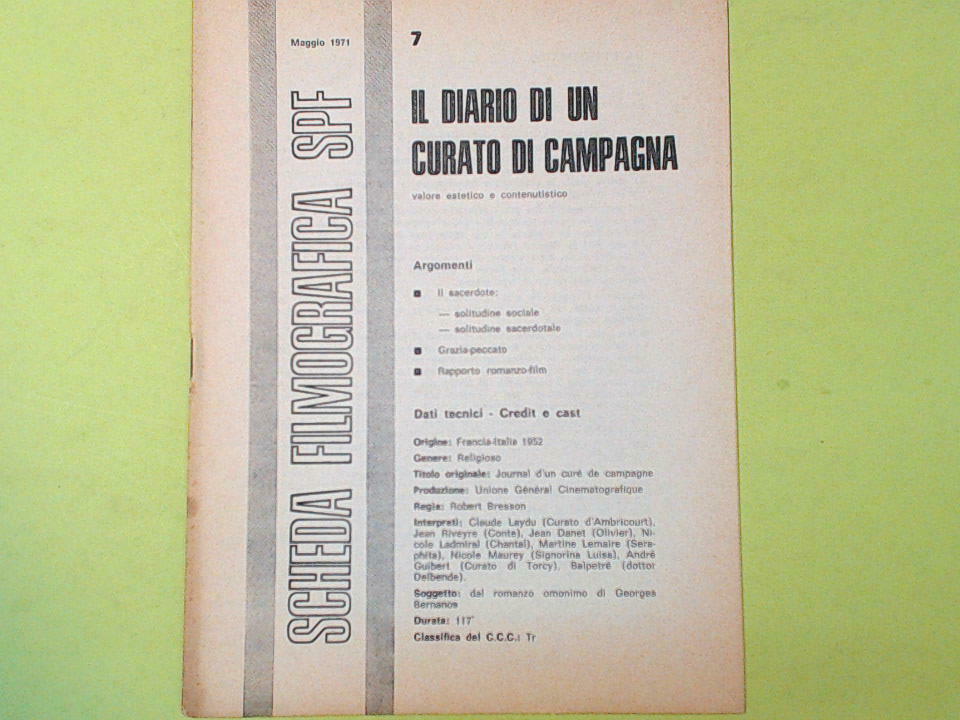 Maggio 1971
7
SCHEDA FILMOGRAFICA SPF
IL DIARIO DI UN
CURATO DI CAMPAGNA
valore estetico e contenutistico
Argomenti
Il sacerdote:
— solitudine sociale
— solitudine sacerdotale
Grazia-peccato
Rapporto romanzo-film
Dati tecnici - Credit e cast
Origine: Francia-Italia 1952
Genere: Religioso
Titolo originale: Journal d'un curé de campagne
Produzione: Unione Général Cinematografique
Regia: Robert Bresson
Interpreti: Claude Laydu (Curato d'Ambricourt),
Jean Riveyre (Conte), Jean Danet (Olivier), Ni-
cole Ladmiral (Chantal), Martine Lemaire (Sera-
phita), Nicole Maurey (Signorina Luisa), André
Guibert (Curato di Torcy), Balpetré (dottor
Delbende).
Soggetto: dal romanzo omonimo di Georges
Bernanos
Durata: 117'
Classifica del C.C.C.: Tr